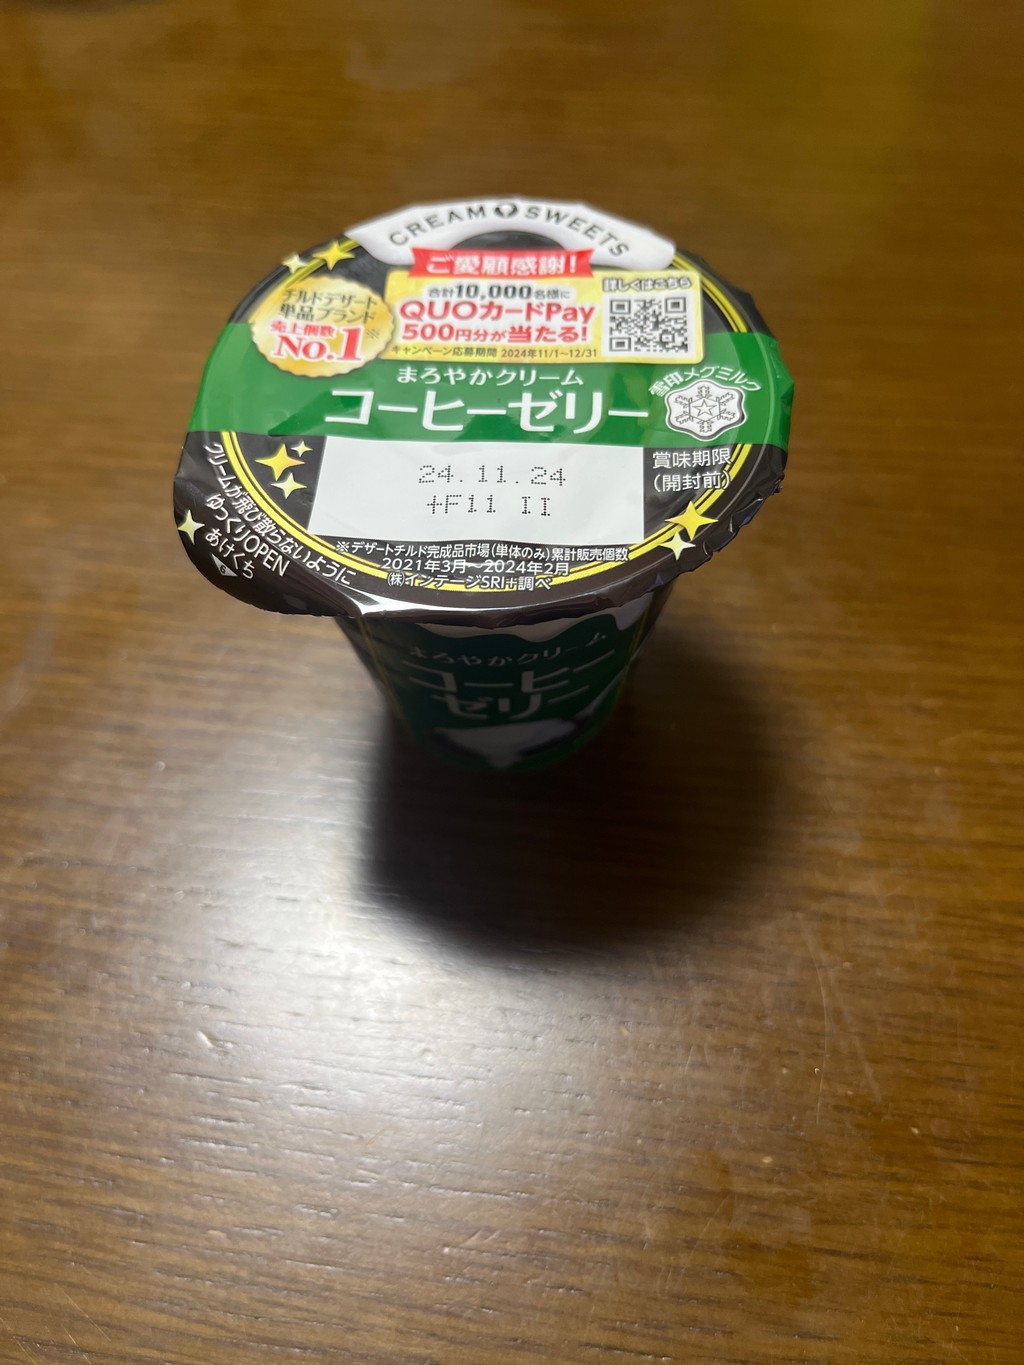 CREAM SWEETS
ご愛顧感謝!
チルドデザート
単品ブランド
売上個数
No.1※
合計10,000名様に
QUOカードPay
500円分が当たる!
キャンペーン応募期間 2024年11/1~12/31
詳しくはこちら
まろやかクリーム
コーヒーゼリー
雪印メグミルク
24.11.24
+F11 II
賞味期限
(開封前)
クリームが飛び散らないように
ゆっくりOPEN
あけくち
6
※デザートチルド完成品市場(単体のみ)累計販売個数
2021年3月~2024年2月
(株)インテージSRI+調べ
まろやかクリーム
コーヒー
ゼリー